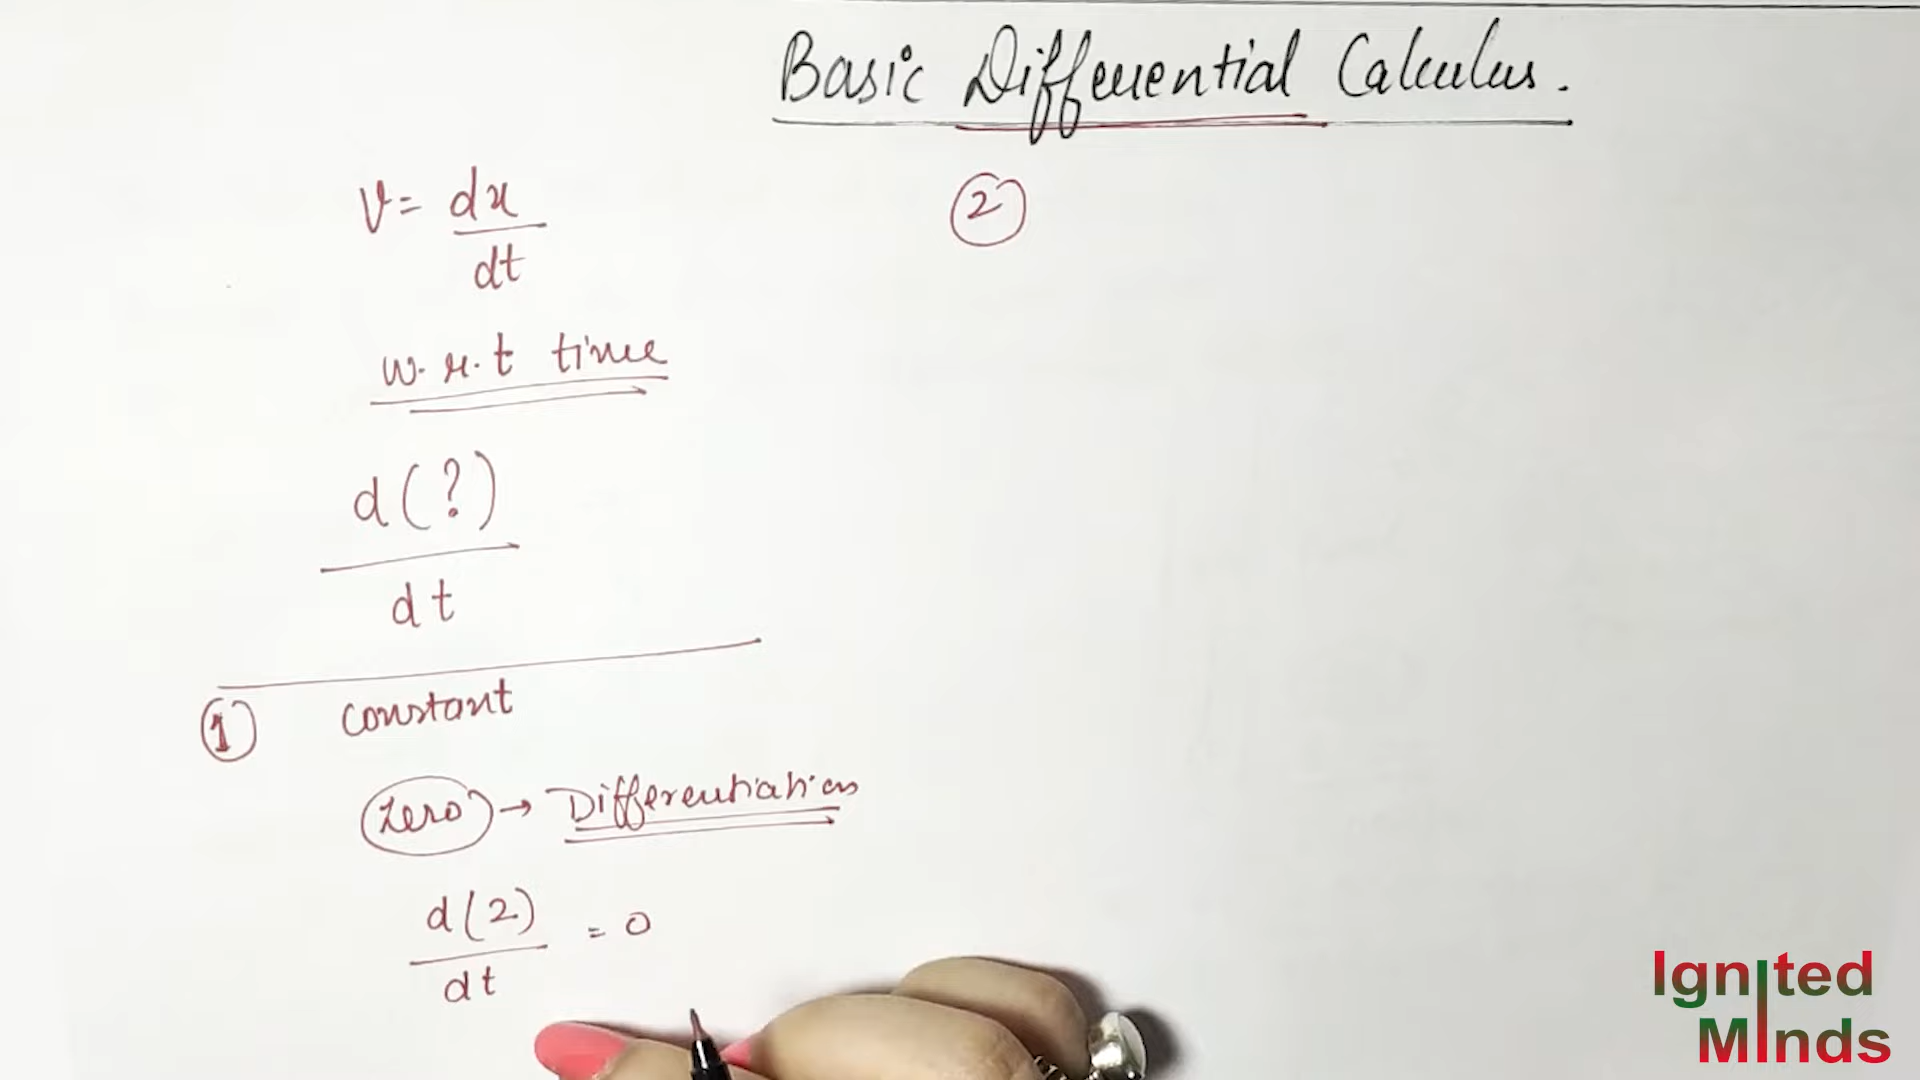 Basic Differential Calculus.
V = dx
dt
w.r.t time
d (?)
dt
1 constant
zero → Differentiation
d (2) = 0
dt
2
Ignited
Minds